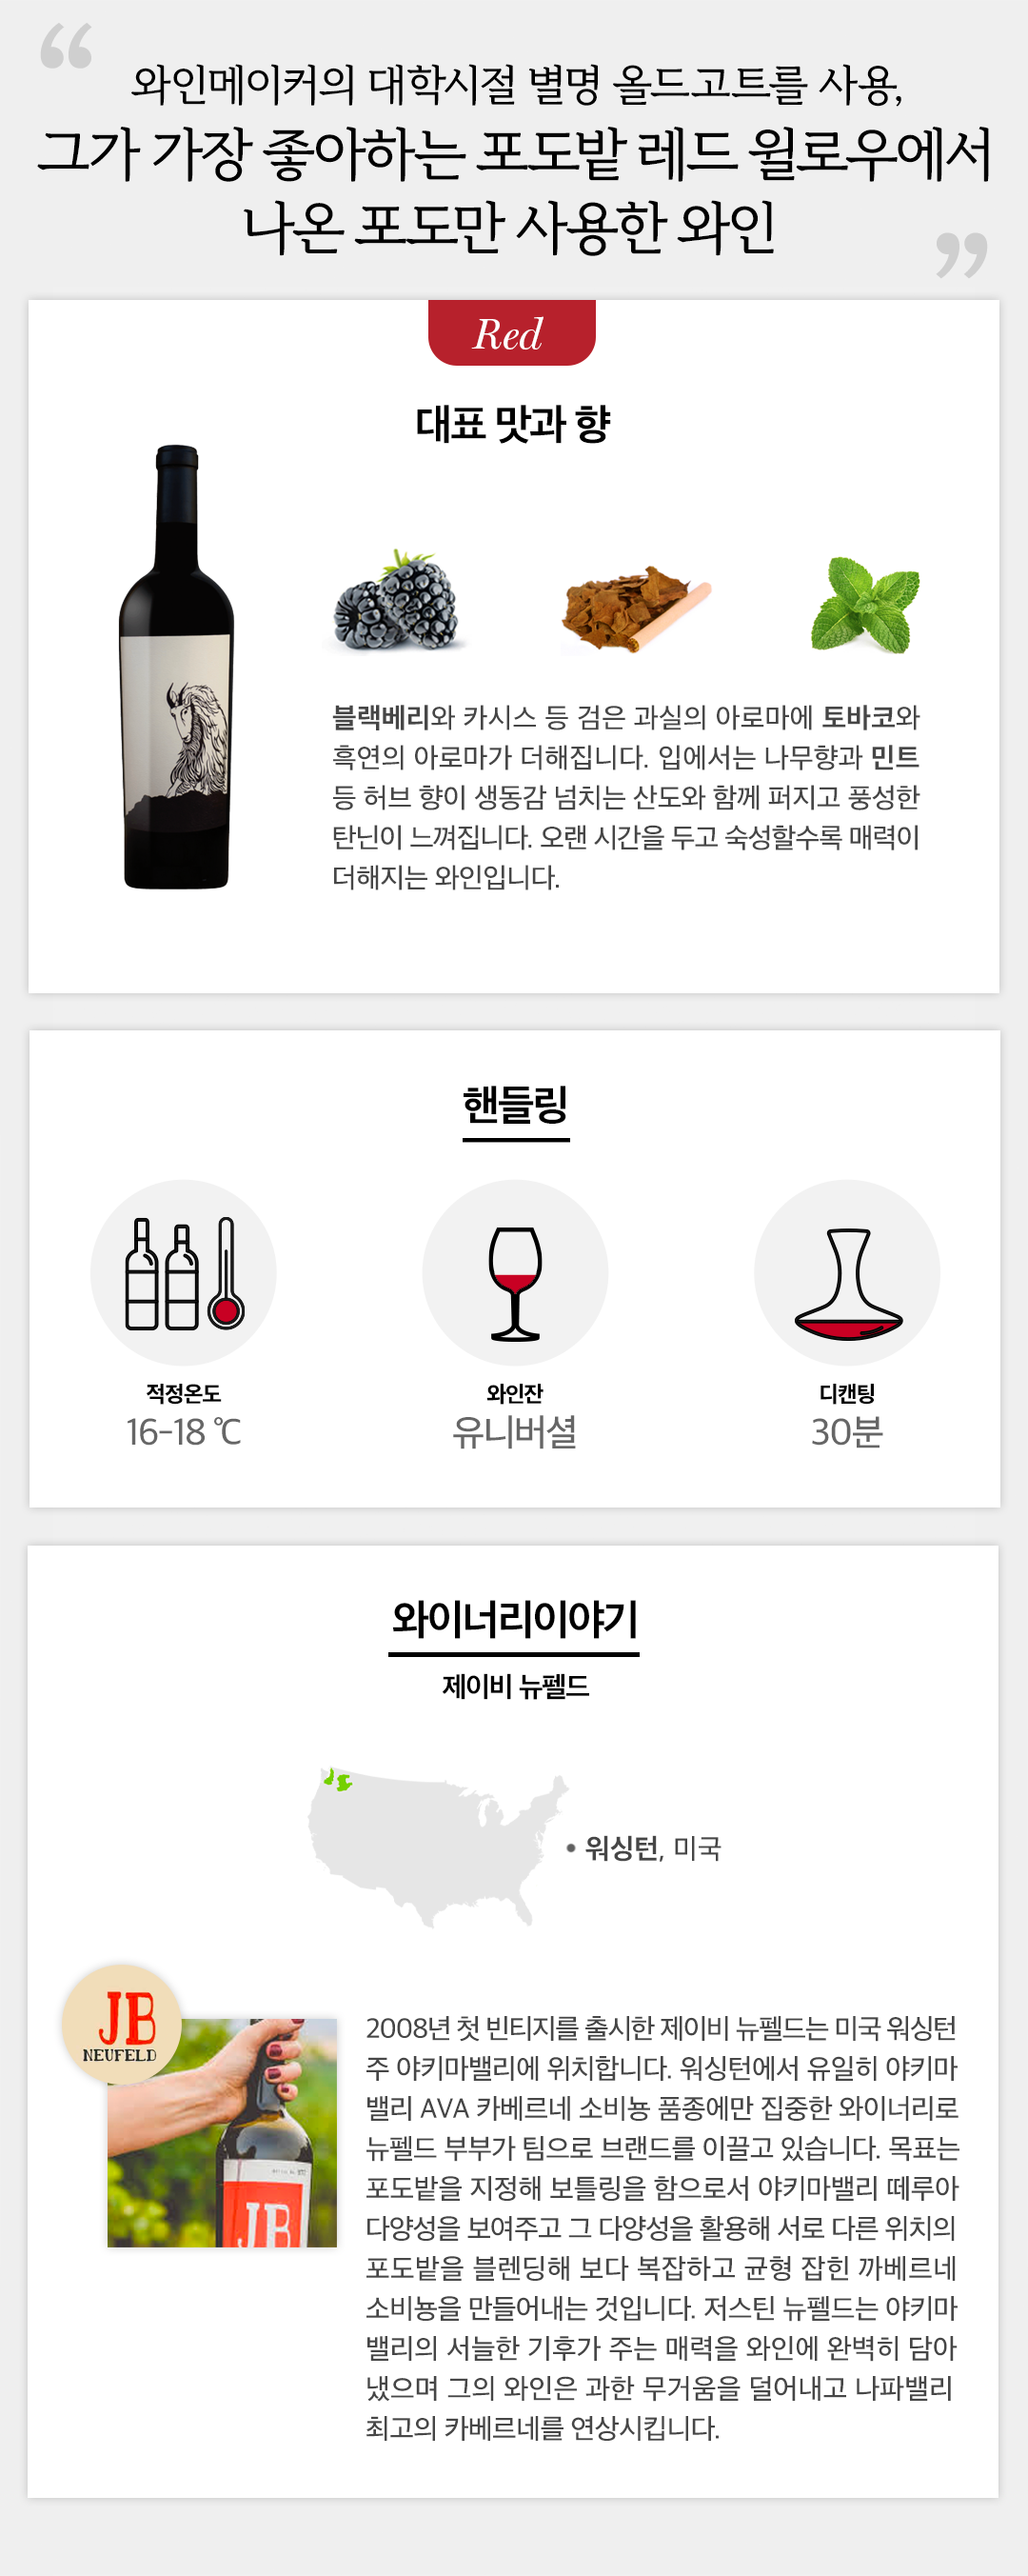 “
와인메이커의 대학시절 별명 올드고트를 사용,
그가 가장 좋아하는 포도밭 레드 윌로우에서
나온 포도만 사용한 와인
”
Red
대표 맛과 향
블랙베리와 카시스 등 검은 과실의 아로마에 토바코와
흑연의 아로마가 더해집니다. 입에서는 나무향과 민트
등 허브 향이 생동감 넘치는 산도와 함께 퍼지고 풍성한
탄닌이 느껴집니다. 오랜 시간을 두고 숙성할수록 매력이
더해지는 와인입니다.
핸들링
적정온도
16-18 ℃
와인잔
유니버셜
디캔팅
30분
와이너리이야기
제이비 뉴펠드
• 워싱턴, 미국
JB
NEUFELD
JB
2008년 첫 빈티지를 출시한 제이비 뉴펠드는 미국 워싱턴
주 야키마밸리에 위치합니다. 워싱턴에서 유일히 야키마
밸리 AVA 카베르네 소비뇽 품종에만 집중한 와이너리로
뉴펠드 부부가 팀으로 브랜드를 이끌고 있습니다. 목표는
포도밭을 지정해 보틀링을 함으로서 야키마밸리 떼루아
다양성을 보여주고 그 다양성을 활용해 서로 다른 위치의
포도밭을 블렌딩해 보다 복잡하고 균형 잡힌 까베르네
소비뇽을 만들어내는 것입니다. 저스틴 뉴펠드는 야키마
밸리의 서늘한 기후가 주는 매력을 와인에 완벽히 담아
냈으며 그의 와인은 과한 무거움을 덜어내고 나파밸리
최고의 카베르네를 연상시킵니다.